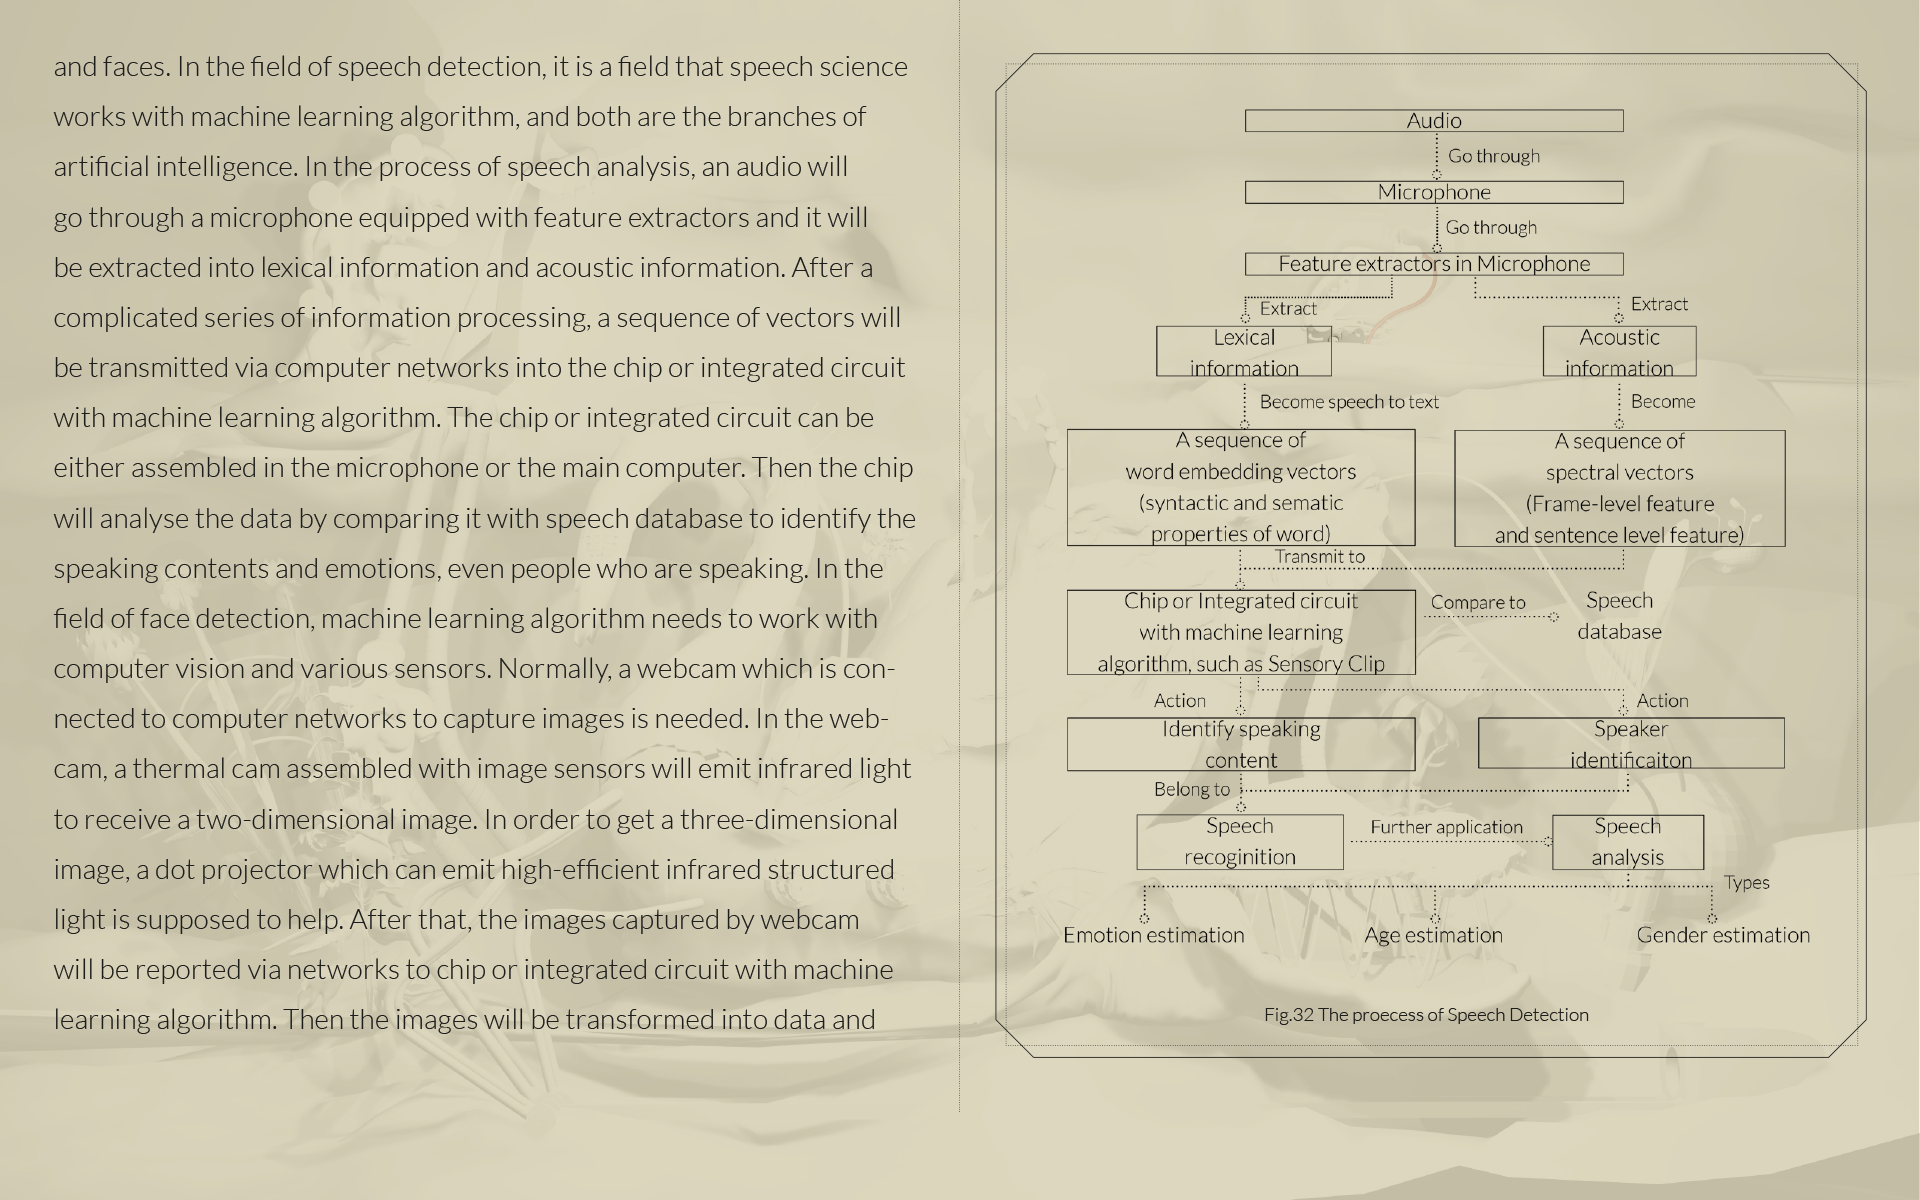 and faces. In the field of speech detection, it is a field that speech science
works with machine learning algorithm, and both are the branches of
artificial intelligence. In the process of speech analysis, an audio will
go through a microphone equipped with feature extractors and it will
be extracted into lexical information and acoustic information. After a
complicated series of information processing, a sequence of vectors will
be transmitted via computer networks into the chip or integrated circuit
with machine learning algorithm. The chip or integrated circuit can be
either assembled in the microphone or the main computer. Then the chip
will analyse the data by comparing it with speech database to identify the
speaking contents and emotions, even people who are speaking. In the
field of face detection, machine learning algorithm needs to work with
computer vision and various sensors. Normally, a webcam which is con-
nected to computer networks to capture images is needed. In the web-
cam, a thermal cam assembled with image sensors will emit infrared light
to receive a two-dimensional image. In order to get a three-dimensional
image, a dot projector which can emit high-efficient infrared structured
light is supposed to help. After that, the images captured by webcam
will be reported via networks to chip or integrated circuit with machine
learning algorithm. Then the images will be transformed into data and
Audio
Go through
Microphone
Go through
Feature extractors in Microphone
Extract
Extract
Lexical
information
Acoustic
information
Become speech to text
Become
A sequence of
word embedding vectors
(syntactic and sematic
properties of word)
A sequence of
spectral vectors
(Frame-level feature
and sentence level feature)
Transmit to
Chip or Integrated circuit
with machine learning
algorithm, such as Sensory Clip
Compare to
Speech
database
Action
Action
Identify speaking
content
Speaker
identificaiton
Belong to
Speech
recoginition
Further application
Speech
analysis
Types
Emotion estimation
Age estimation
Gender estimation
Fig.32 The proecess of Speech Detection